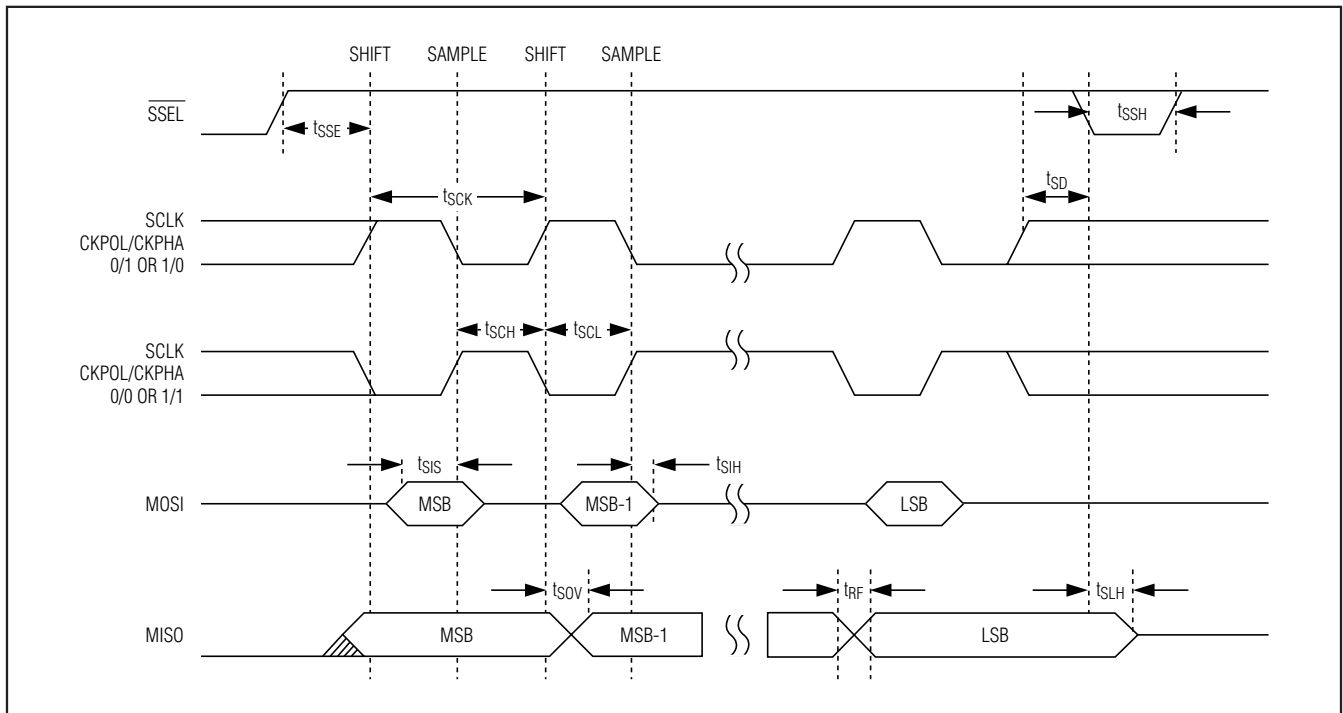 SHIFT SAMPLE SHIFT SAMPLE
SSEL
tSSE
tSSH
tSD
tSCK
SCLK
CKPOL/CKPHA
0/1 OR 1/0
tSCH tSCL
SCLK
CKPOL/CKPHA
0/0 OR 1/1
tSIS tSIH
MOSI MSB MSB-1 LSB
tSOV tRF tSLH
MISO MSB MSB-1 LSB